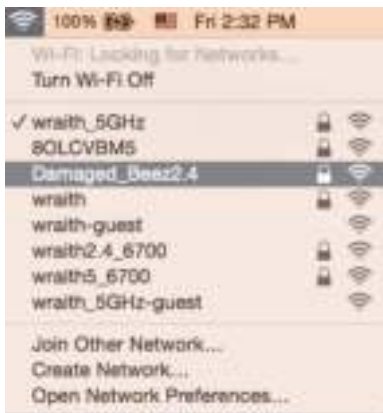 100% Fri 2:32 PM
Wi-Fi: Looking for Networks...
Turn Wi-Fi Off
✓ wraith_5GHz
8OLCVBM5
Damaged_Beez2.4
wraith
wraith-guest
wraith2.4_6700
wraith5_6700
wraith_5GHz-guest
Join Other Network...
Create Network...
Open Network Preferences...